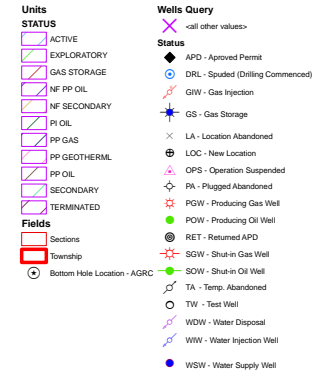 Units
STATUS
ACTIVE
EXPLORATORY
GAS STORAGE
NF PP OIL
NF SECONDARY
PI OIL
PP GAS
PP GEOTHERML
PP OIL
SECONDARY
TERMINATED
Fields
Sections
Township
Bottom Hole Location - AGRC
Wells Query
<all other values>
Status
APD - Aproved Permit
DRL - Spuded (Drilling Commenced)
GIW - Gas Injection
GS - Gas Storage
LA - Location Abandoned
LOC - New Location
OPS - Operation Suspended
PA - Plugged Abandoned
PGW - Producing Gas Well
POW - Producing Oil Well
RET - Returned APD
SGW - Shut-in Gas Well
SOW - Shut-in Oil Well
TA - Temp. Abandoned
TW - Test Well
WDW - Water Disposal
WIW - Water Injection Well
WSW - Water Supply Well